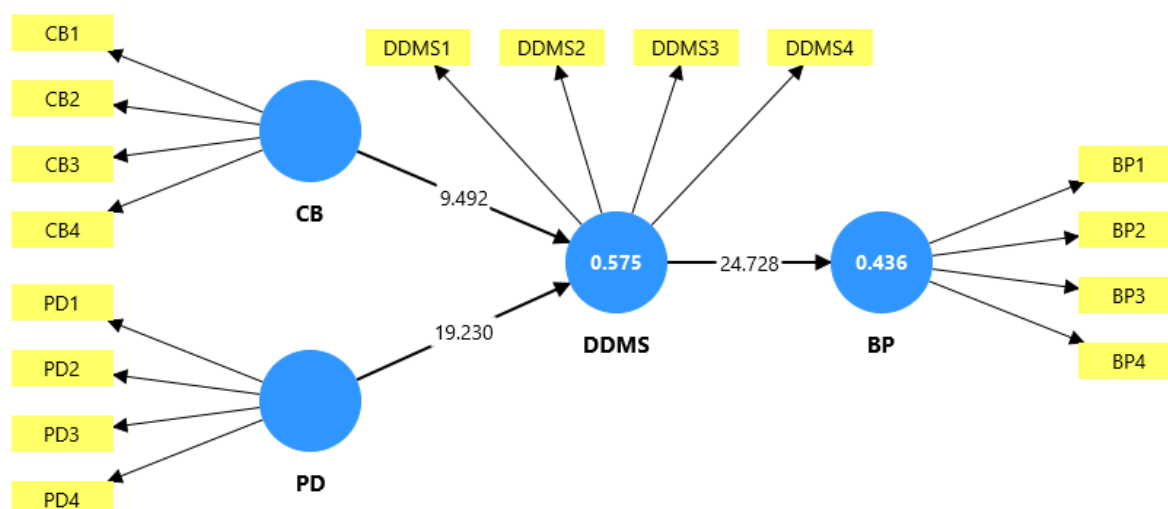 CB1
CB2
CB3
CB4
CB
DDMS1
DDMS2
DDMS3
DDMS4
9.492
PD1
PD2
PD3
PD4
PD
19.230
0.575
DDMS
24.728
0.436
BP
BP1
BP2
BP3
BP4